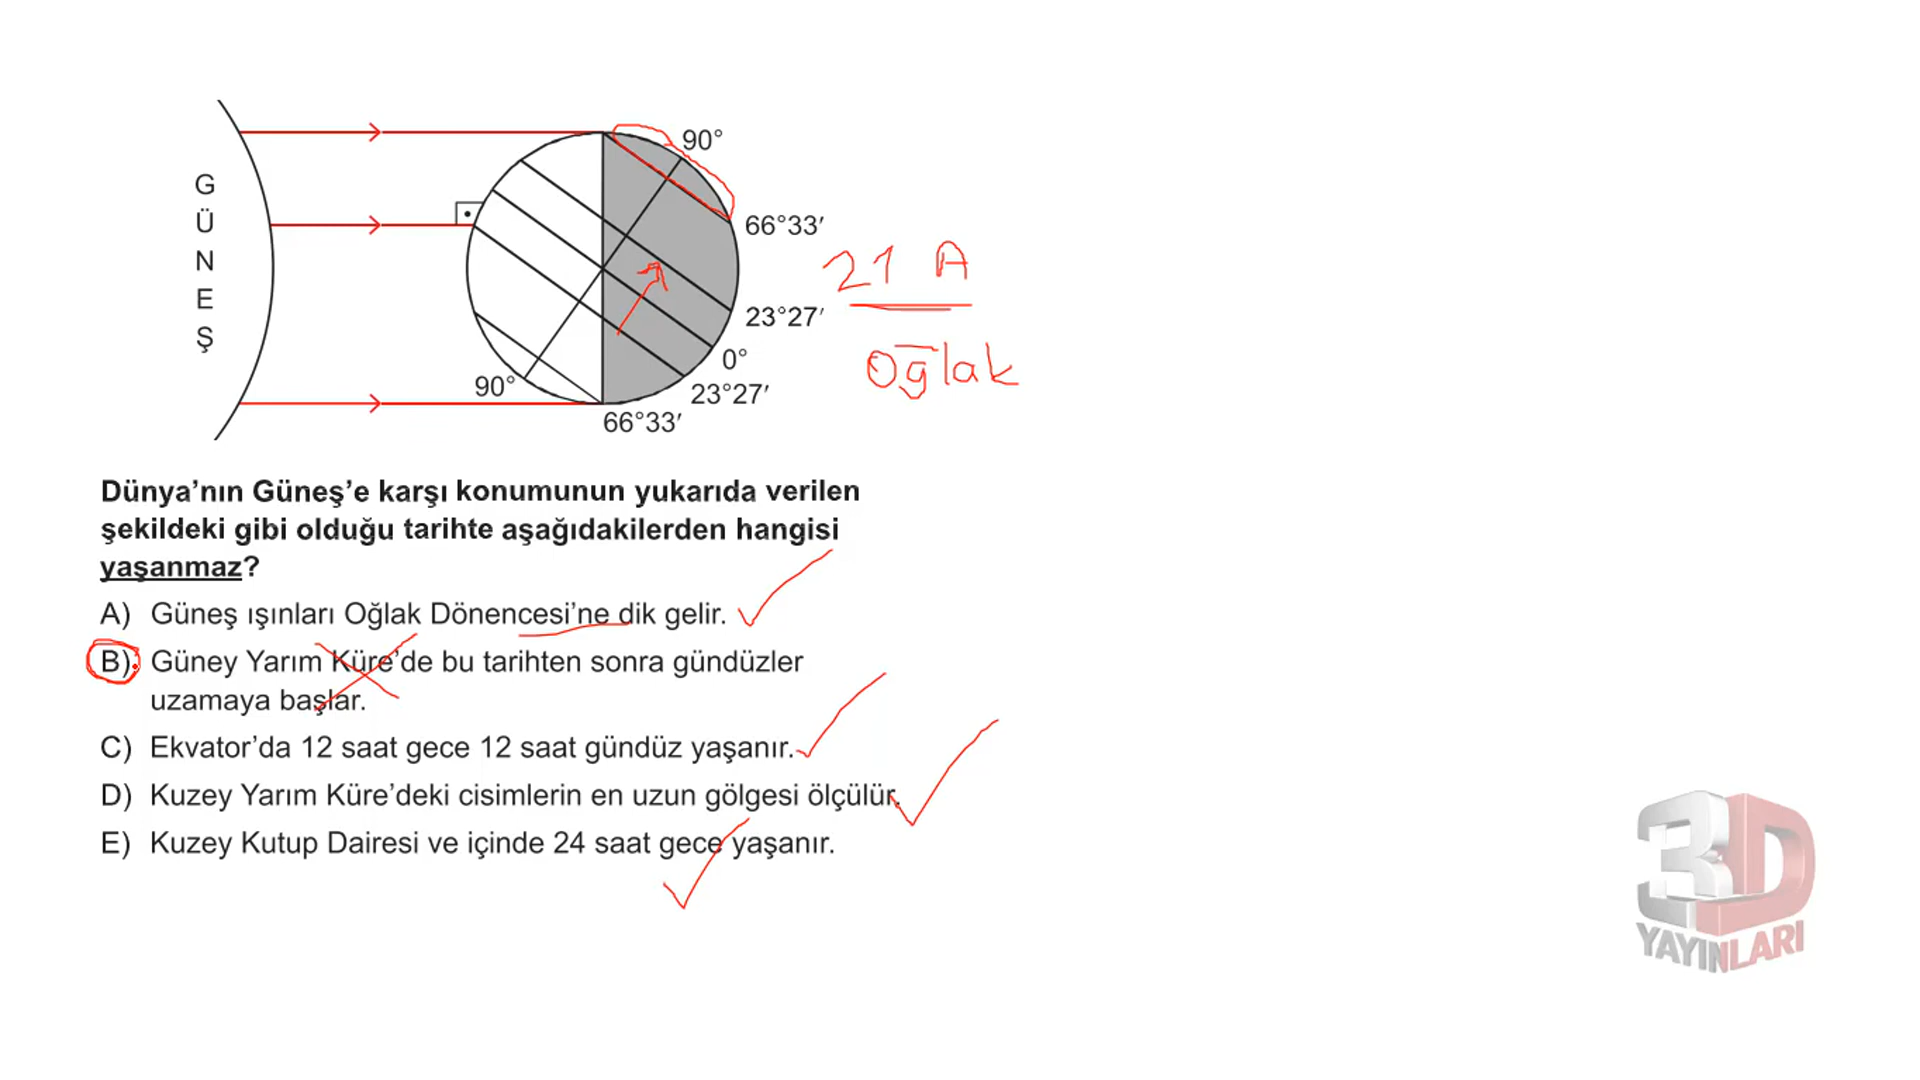 G
Ü
N
E
Ş
90°
66°33′
23°27′
0°
23°27′
90°
66°33′
21 A
Oğlak
Dünya’nın Güneş’e karşı konumunun yukarıda verilen
şekildeki gibi olduğu tarihte aşağıdakilerden hangisi
yaşanmaz?
A) Güneş ışınları Oğlak Dönencesi’ne dik gelir.
B) Güney Yarım Küre’de bu tarihten sonra gündüzler
uzamaya başlar.
C) Ekvator’da 12 saat gece 12 saat gündüz yaşanır.
D) Kuzey Yarım Küre’deki cisimlerin en uzun gölgesi ölçülür.
E) Kuzey Kutup Dairesi ve içinde 24 saat gece yaşanır.
3D
YAYINLARI